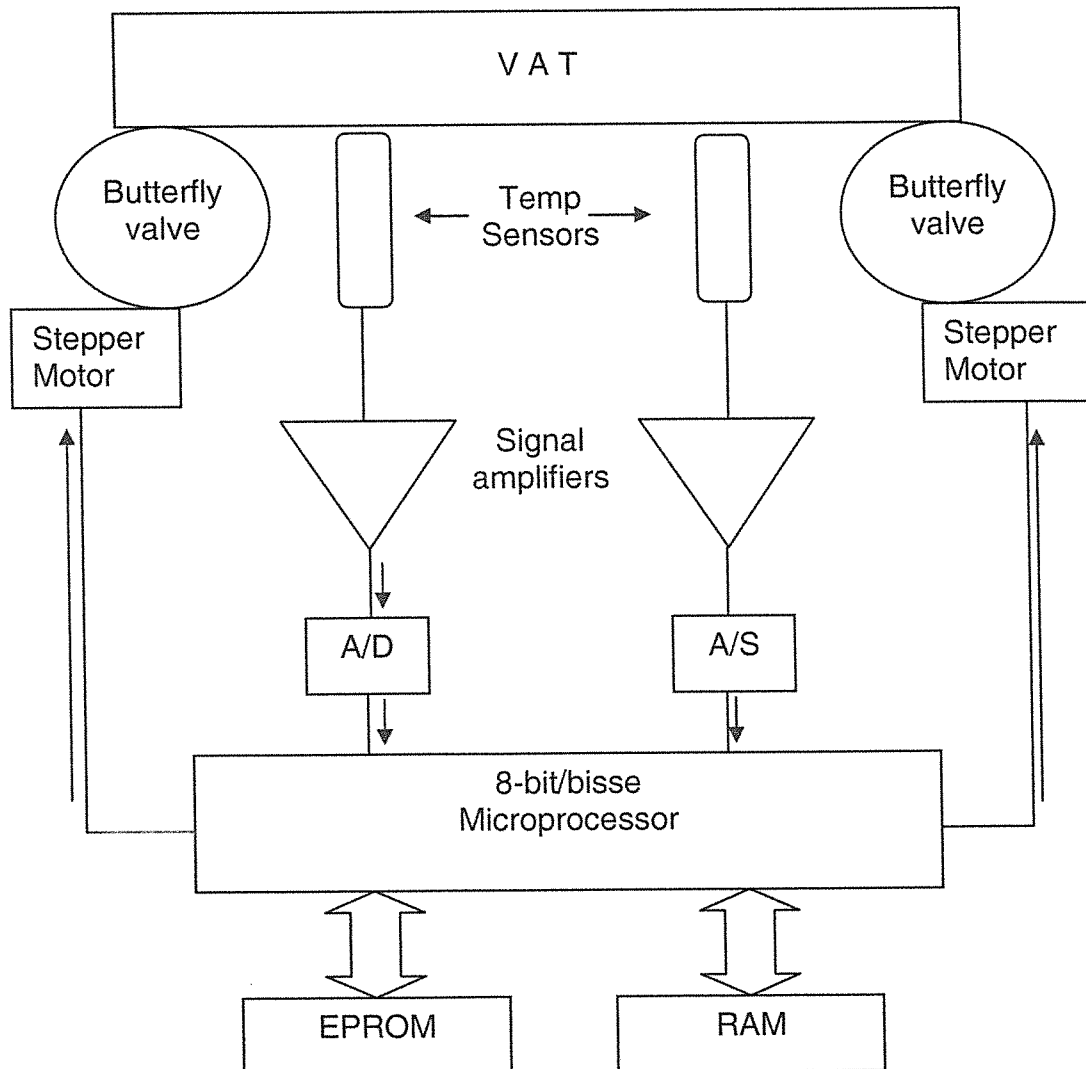 V A T
Butterfly
valve
Temp
Sensors
Butterfly
valve
Stepper
Motor
Stepper
Motor
Signal
amplifiers
A/D
A/S
8-bit/bisse
Microprocessor
EPROM
RAM